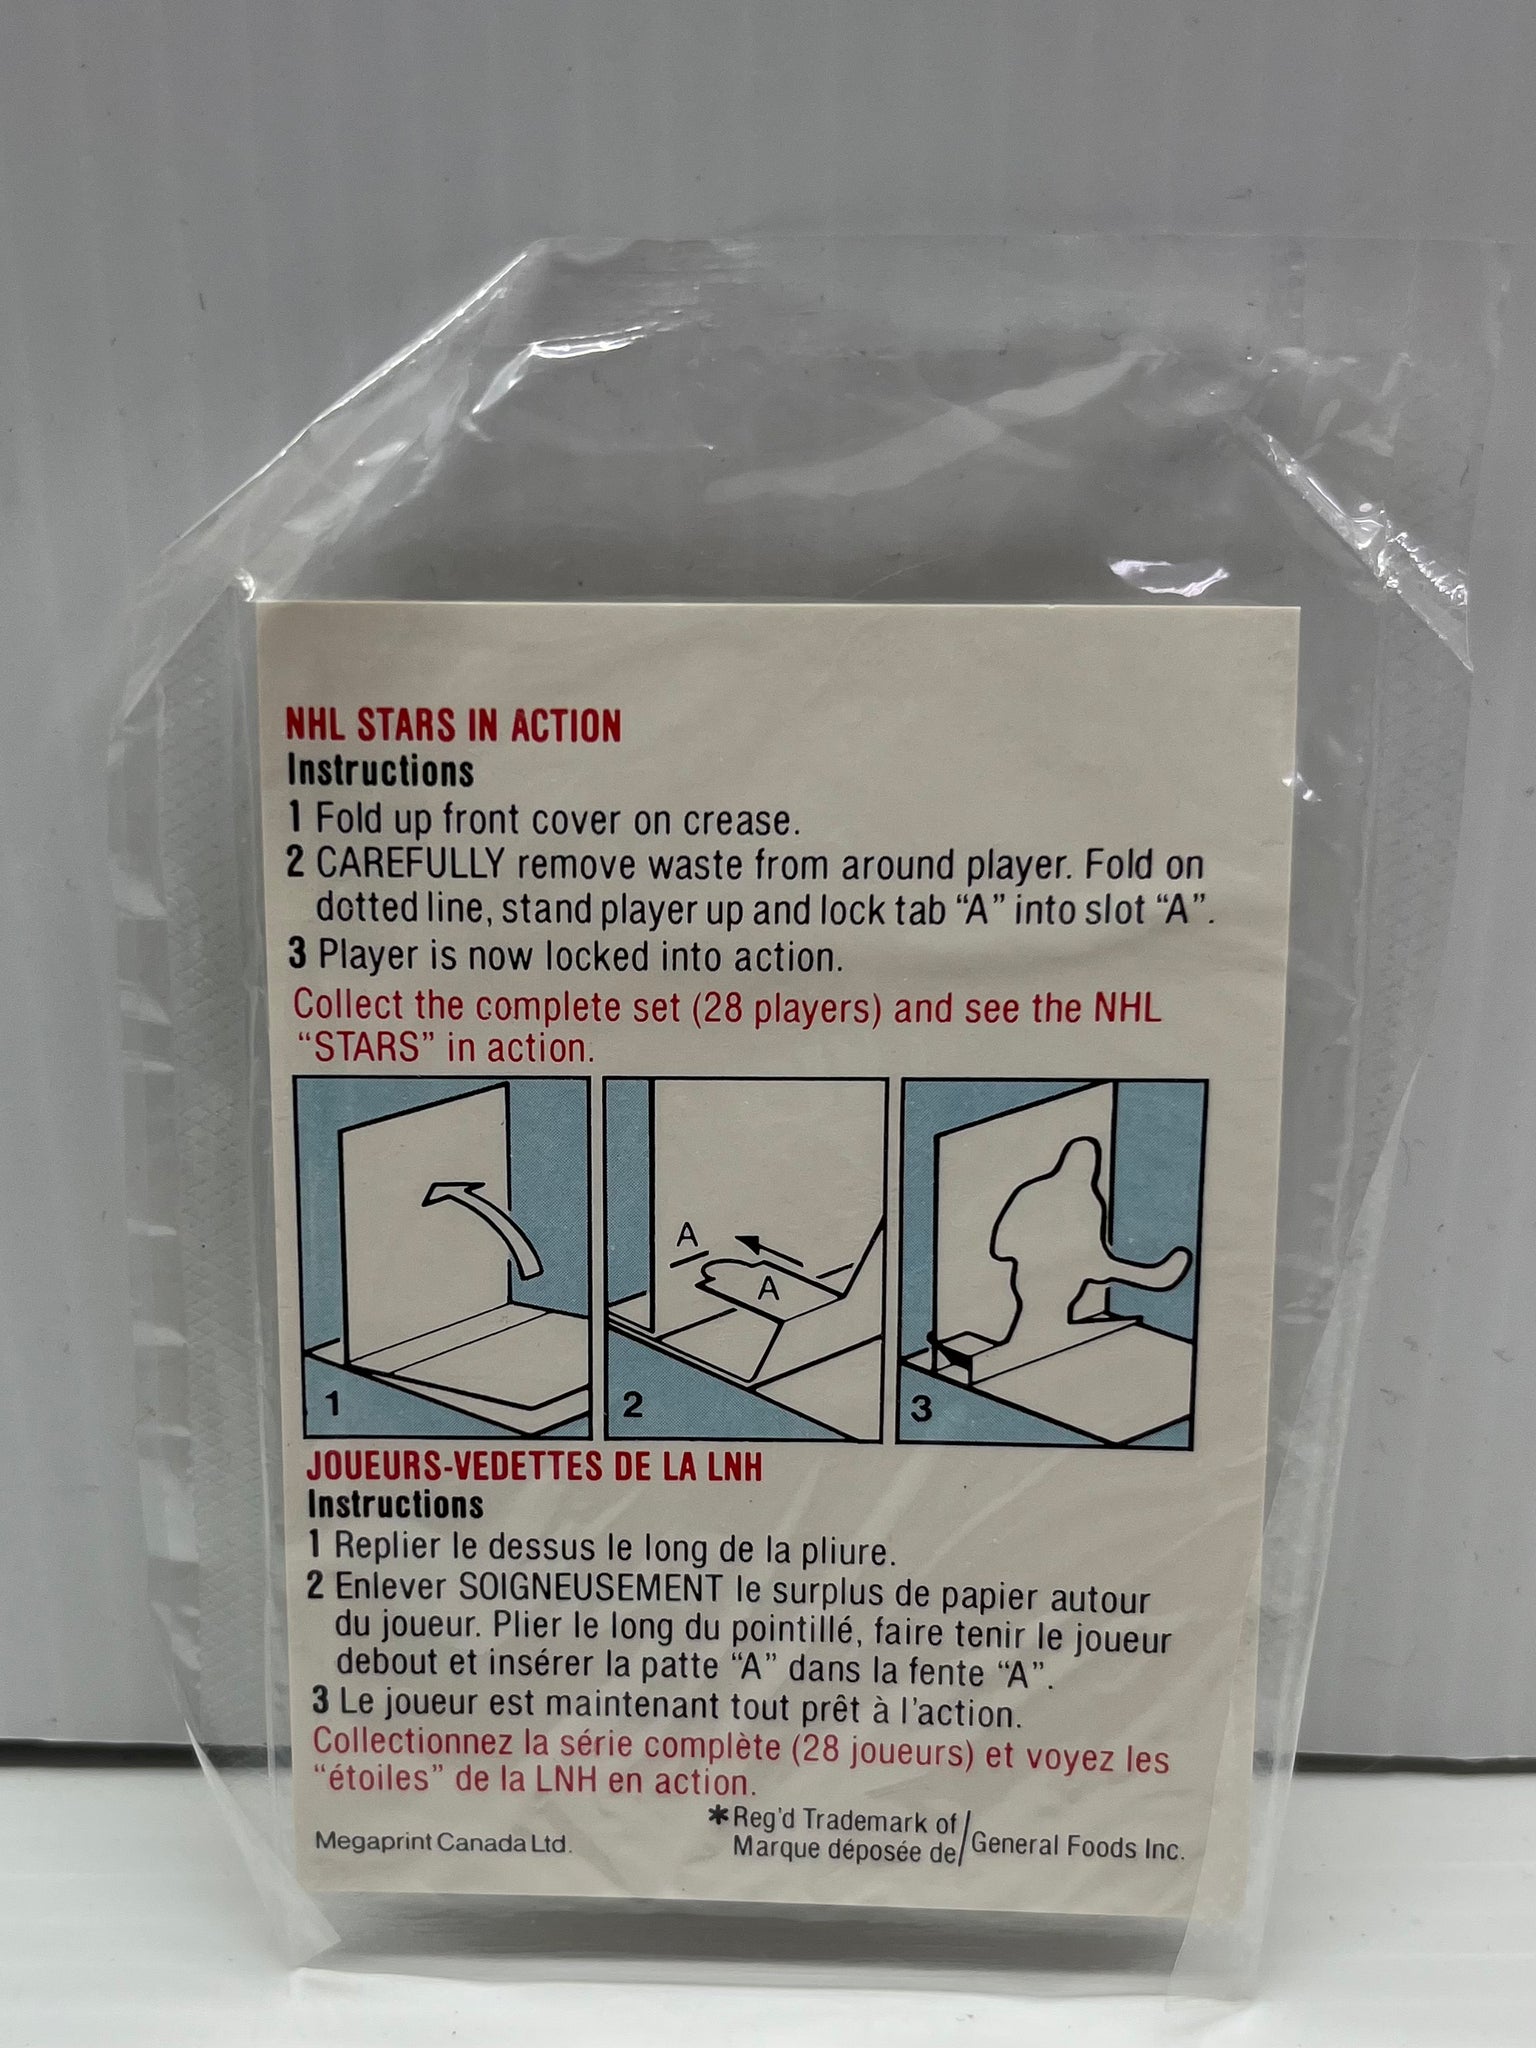 NHL STARS IN ACTION
Instructions
1 Fold up front cover on crease.
2 CAREFULLY remove waste from around player. Fold on
dotted line, stand player up and lock tab “A” into slot “A”.
3 Player is now locked into action.
Collect the complete set (28 players) and see the NHL
“STARS” in action.
A
A
1
2
3
JOUEURS-VEDETTES DE LA LNH
Instructions
1 Replier le dessus le long de la pliure.
2 Enlever SOIGNEUSEMENT le surplus de papier autour
du joueur. Plier le long du pointillé, faire tenir le joueur
debout et insérer la patte “A” dans la fente “A”.
3 Le joueur est maintenant tout prêt à l'action.
Collectionnez la série complète (28 joueurs) et voyez les
“étoiles” de la LNH en action.
*Reg'd Trademark of/
Marque déposée de/General Foods Inc.
Megaprint Canada Ltd.